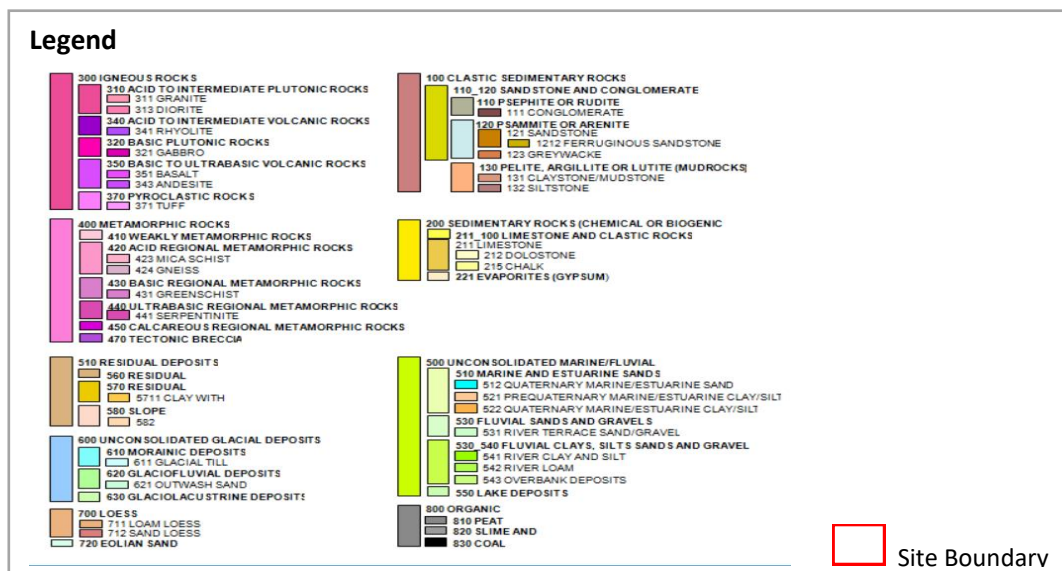 Legend
300 IGNEOUS ROCKS
310 ACID TO INTERMEDIATE PLUTONIC ROCKS
311 GRANITE
313 DIORITE
340 ACID TO INTERMEDIATE VOLCANIC ROCKS
341 RHYOLITE
320 BASIC PLUTONIC ROCKS
321 GABBRO
350 BASIC TO ULTRABASIC VOLCANIC ROCKS
351 BASALT
343 ANDESITE
370 PYROCLASTIC ROCKS
371 TUFF
400 METAMORPHIC ROCKS
410 WEAKLY METAMORPHIC ROCKS
420 ACID REGIONAL METAMORPHIC ROCKS
423 MICA SCHIST
424 GNEISS
430 BASIC REGIONAL METAMORPHIC ROCKS
431 GREENSCHIST
440 ULTRABASIC REGIONAL METAMORPHIC ROCKS
441 SERPENTINITE
450 CALCAREOUS REGIONAL METAMORPHIC ROCKS
470 TECTONIC BRECCIA
510 RESIDUAL DEPOSITS
560 RESIDUAL
570 RESIDUAL
5711 CLAY WITH
580 SLOPE
582
600 UNCONSOLIDATED GLACIAL DEPOSITS
610 MORAINIC DEPOSITS
611 GLACIAL TILL
620 GLACIOFLUVIAL DEPOSITS
621 OUTWASH SAND
630 GLACIOLACUSTRINE DEPOSITS
700 LOESS
711 LOAM LOESS
712 SAND LOESS
720 EOLIAN SAND
100 CLASTIC SEDIMENTARY ROCKS
110_120 SANDSTONE AND CONGLOMERATE
110 PSEPHITE OR RUDITE
111 CONGLOMERATE
120 PSAMMITE OR ARENITE
121 SANDSTONE
1212 FERRUGINOUS SANDSTONE
123 GREYWACKE
130 PELITE, ARGILLITE OR LUTITE (MUDROCKS)
131 CLAYSTONE/MUDSTONE
132 SILTSTONE
200 SEDIMENTARY ROCKS (CHEMICAL OR BIOGENIC
211_100 LIMESTONE AND CLASTIC ROCKS
211 LIMESTONE
212 DOLOSTONE
215 CHALK
221 EVAPORITES (GYPSUM)
500 UNCONSOLIDATED MARINE/FLUVIAL
510 MARINE AND ESTUARINE SANDS
512 QUATERNARY MARINE/ESTUARINE SAND
521 PREQUATERNARY MARINE/ESTUARINE CLAY/SILT
522 QUATERNARY MARINE/ESTUARINE CLAY/SILT
530 FLUVIAL SANDS AND GRAVELS
531 RIVER TERRACE SAND/GRAVEL
530_540 FLUVIAL CLAYS, SILTS SANDS AND GRAVEL
541 RIVER CLAY AND SILT
542 RIVER LOAM
543 OVERBANK DEPOSITS
550 LAKE DEPOSITS
800 ORGANIC
810 PEAT
820 SLIME AND
830 COAL
Site Boundary